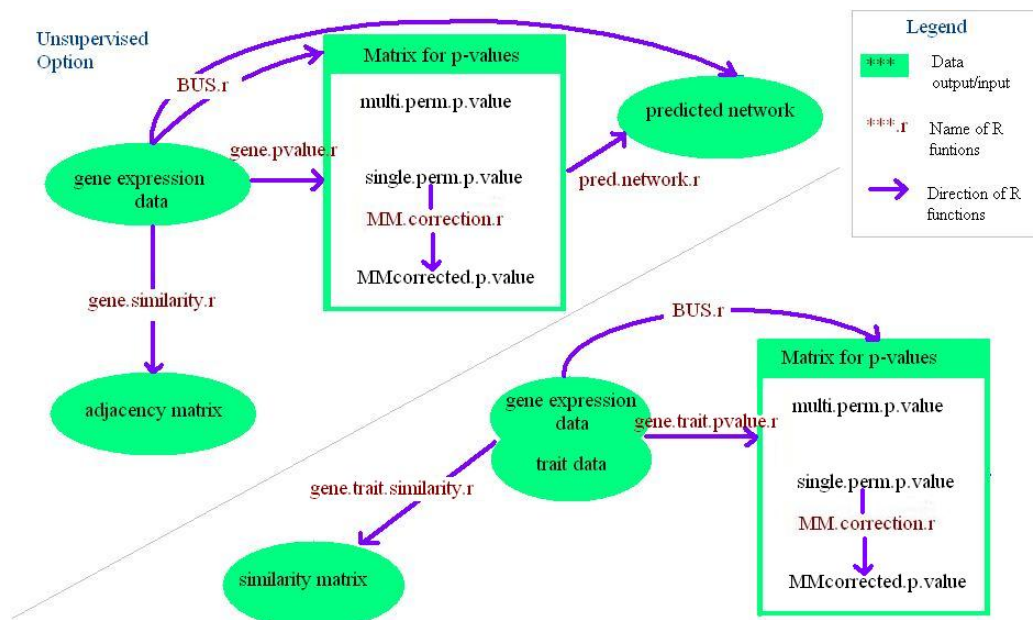 Unsupervised
Option
BUS.r
Matrix for p-values
multi.perm.p.value
gene.pvalue.r
gene expression
data
single.perm.p.value
MM.correction.r
MMcorrected.p.value
predicted network
pred.network.r
gene.similarity.r
adjacency matrix
Legend
***
Data
output/input
***.r
Name of R
funtions
Direction of R
functions
BUS.r
Matrix for p-values
gene expression
data
trait data
gene.trait.pvalue.r
multi.perm.p.value
single.perm.p.value
MM.correction.r
MMcorrected.p.value
gene.trait.similarity.r
similarity matrix